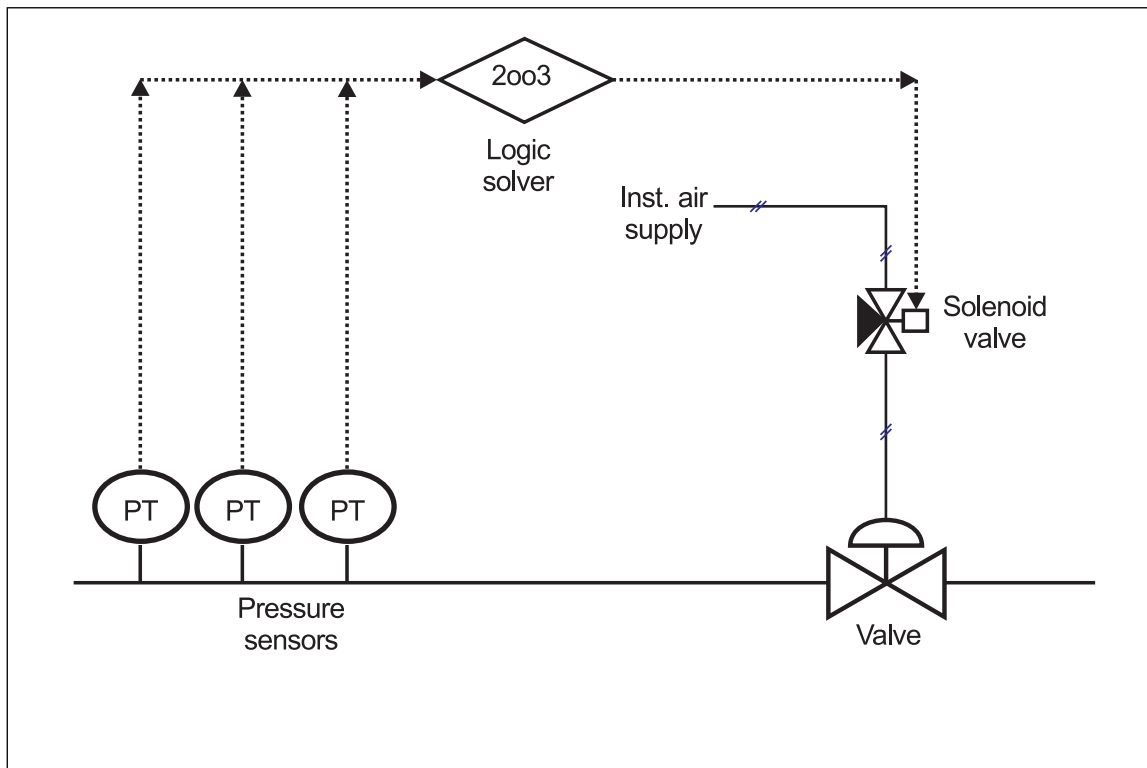 2oo3
Logic
solver
Inst. air
supply
Solenoid
valve
PT
PT
PT
Pressure
sensors
Valve